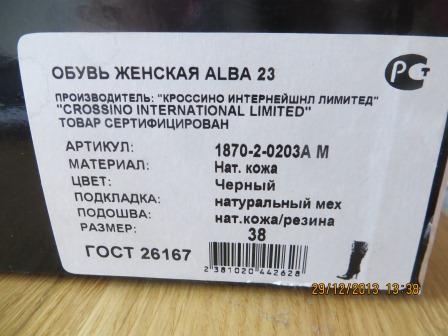 ОБУВЬ ЖЕНСКАЯ ALBA 23
РСТ
ПРОИЗВОДИТЕЛЬ: "КРОССИНО ИНТЕРНЕЙШНЛ ЛИМИТЕД"
"CROSSINO INTERNATIONAL LIMITED"
ТОВАР СЕРТИФИЦИРОВАН
АРТИКУЛ: 1870-2-0203А М
МАТЕРИАЛ: Нат. кожа
ЦВЕТ: Черный
ПОДКЛАДКА: натуральный мех
ПОДОШВА: нат.кожа/резина
РАЗМЕР: 38
ГОСТ 26167
2381020 442628
29/12/2013 13:38